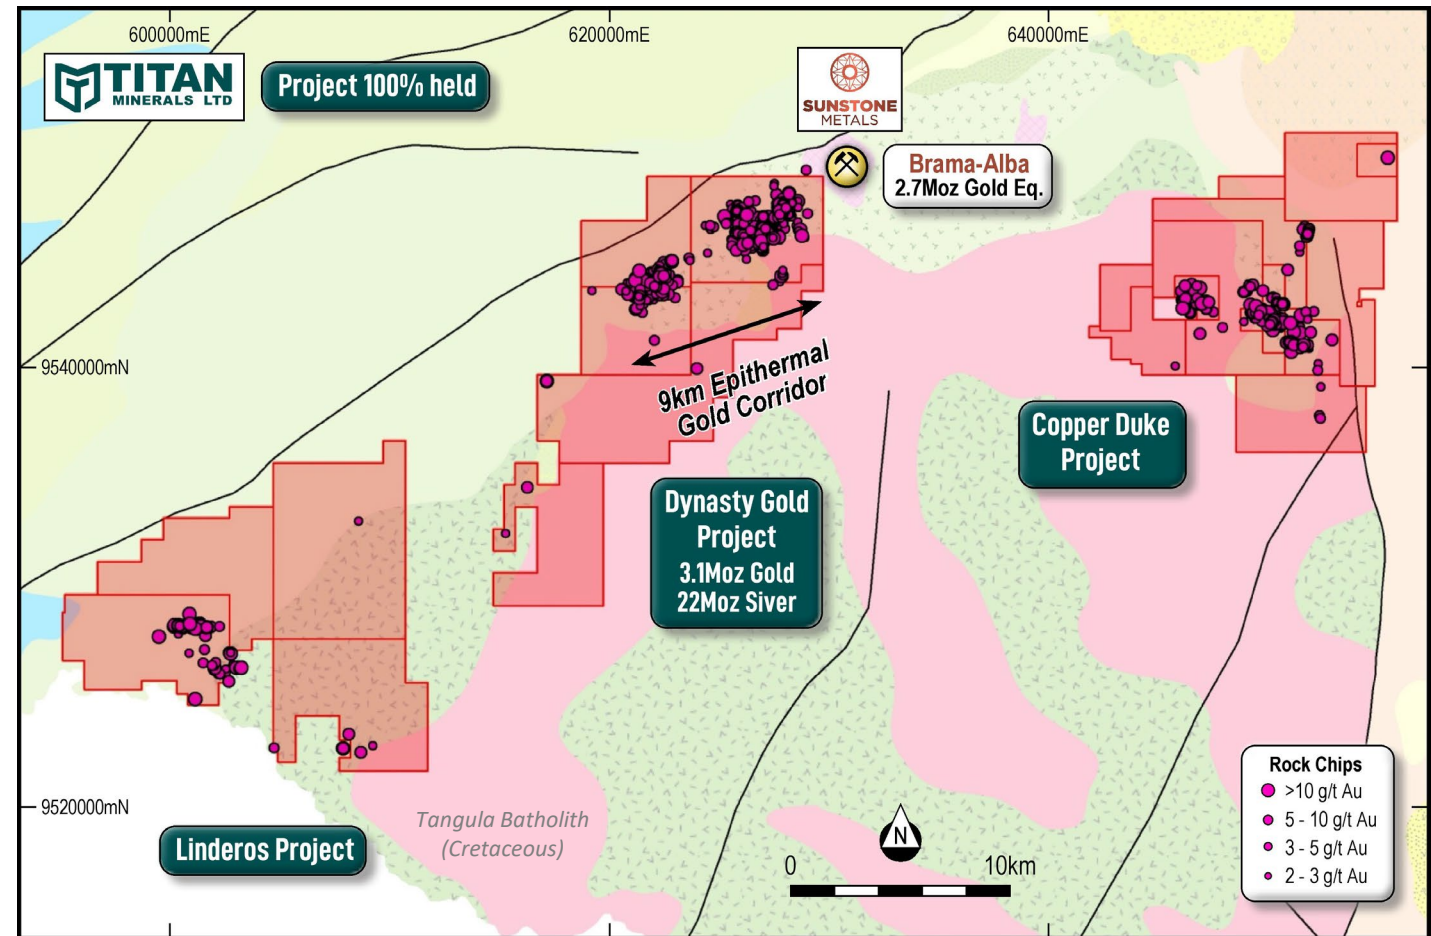 600000mE
620000mE
640000mE
TITAN
MINERALS LTD
Project 100% held
SUNSTONE
METALS
Brama-Alba
2.7Moz Gold Eq.
9540000mN
9km Epithermal
Gold Corridor
Copper Duke
Project
Dynasty Gold
Project
3.1Moz Gold
22Moz Siver
Rock Chips
>10 g/t Au
5 - 10 g/t Au
3 - 5 g/t Au
2 - 3 g/t Au
9520000mN
Tangula Batholith
(Cretaceous)
Linderos Project
N
0 10km